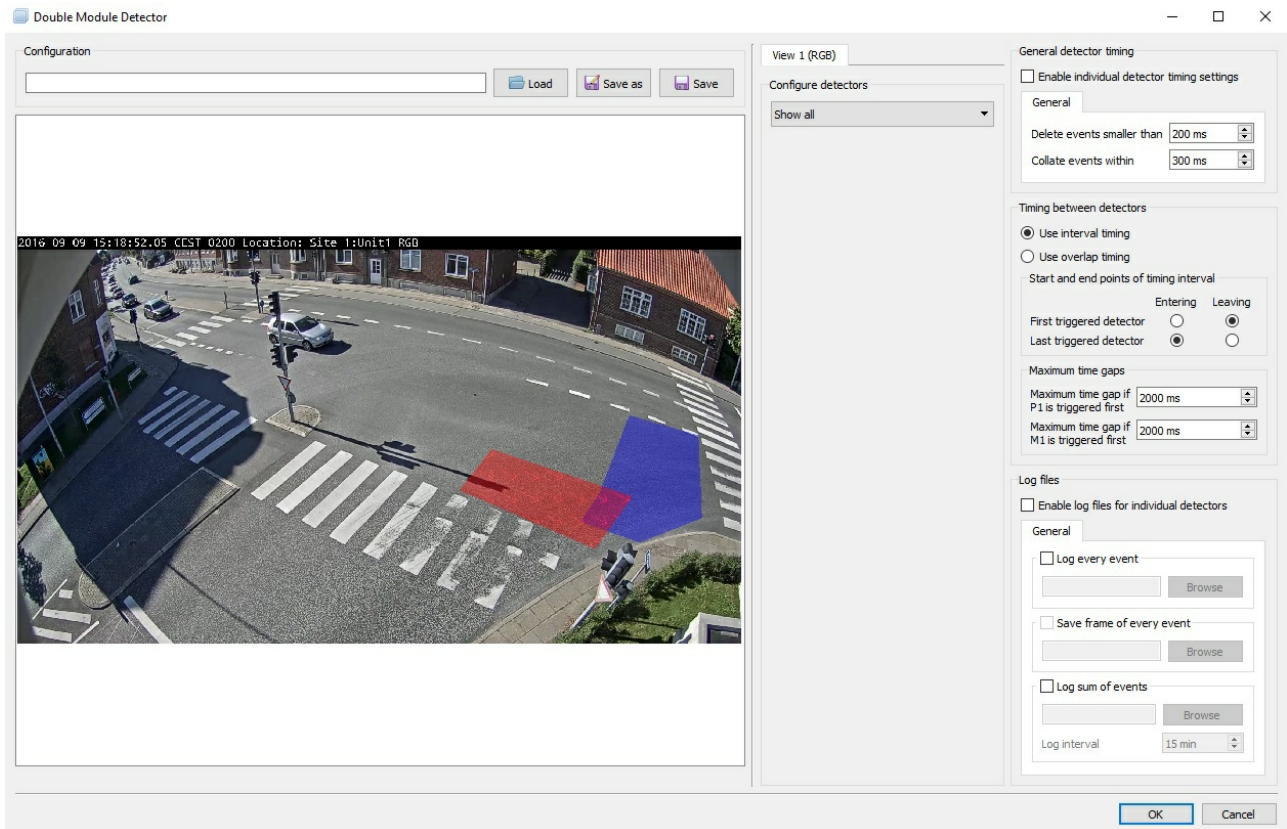 Double Module Detector
Configuration
Load
Save as
Save
2016 09 09 15:18:52.05 CEST 0200 Location: Site 1:Unit1 RGB
View 1 (RGB)
Configure detectors
Show all
General detector timing
Enable individual detector timing settings
General
Delete events smaller than 200 ms
Collate events within 300 ms
Timing between detectors
Use interval timing
Use overlap timing
Start and end points of timing interval
Entering Leaving
First triggered detector
Last triggered detector
Maximum time gaps
Maximum time gap if
P1 is triggered first
2000 ms
Maximum time gap if
M1 is triggered first
2000 ms
Log files
Enable log files for individual detectors
General
Log every event
Browse
Save frame of every event
Browse
Log sum of events
Browse
Log interval 15 min
OK
Cancel